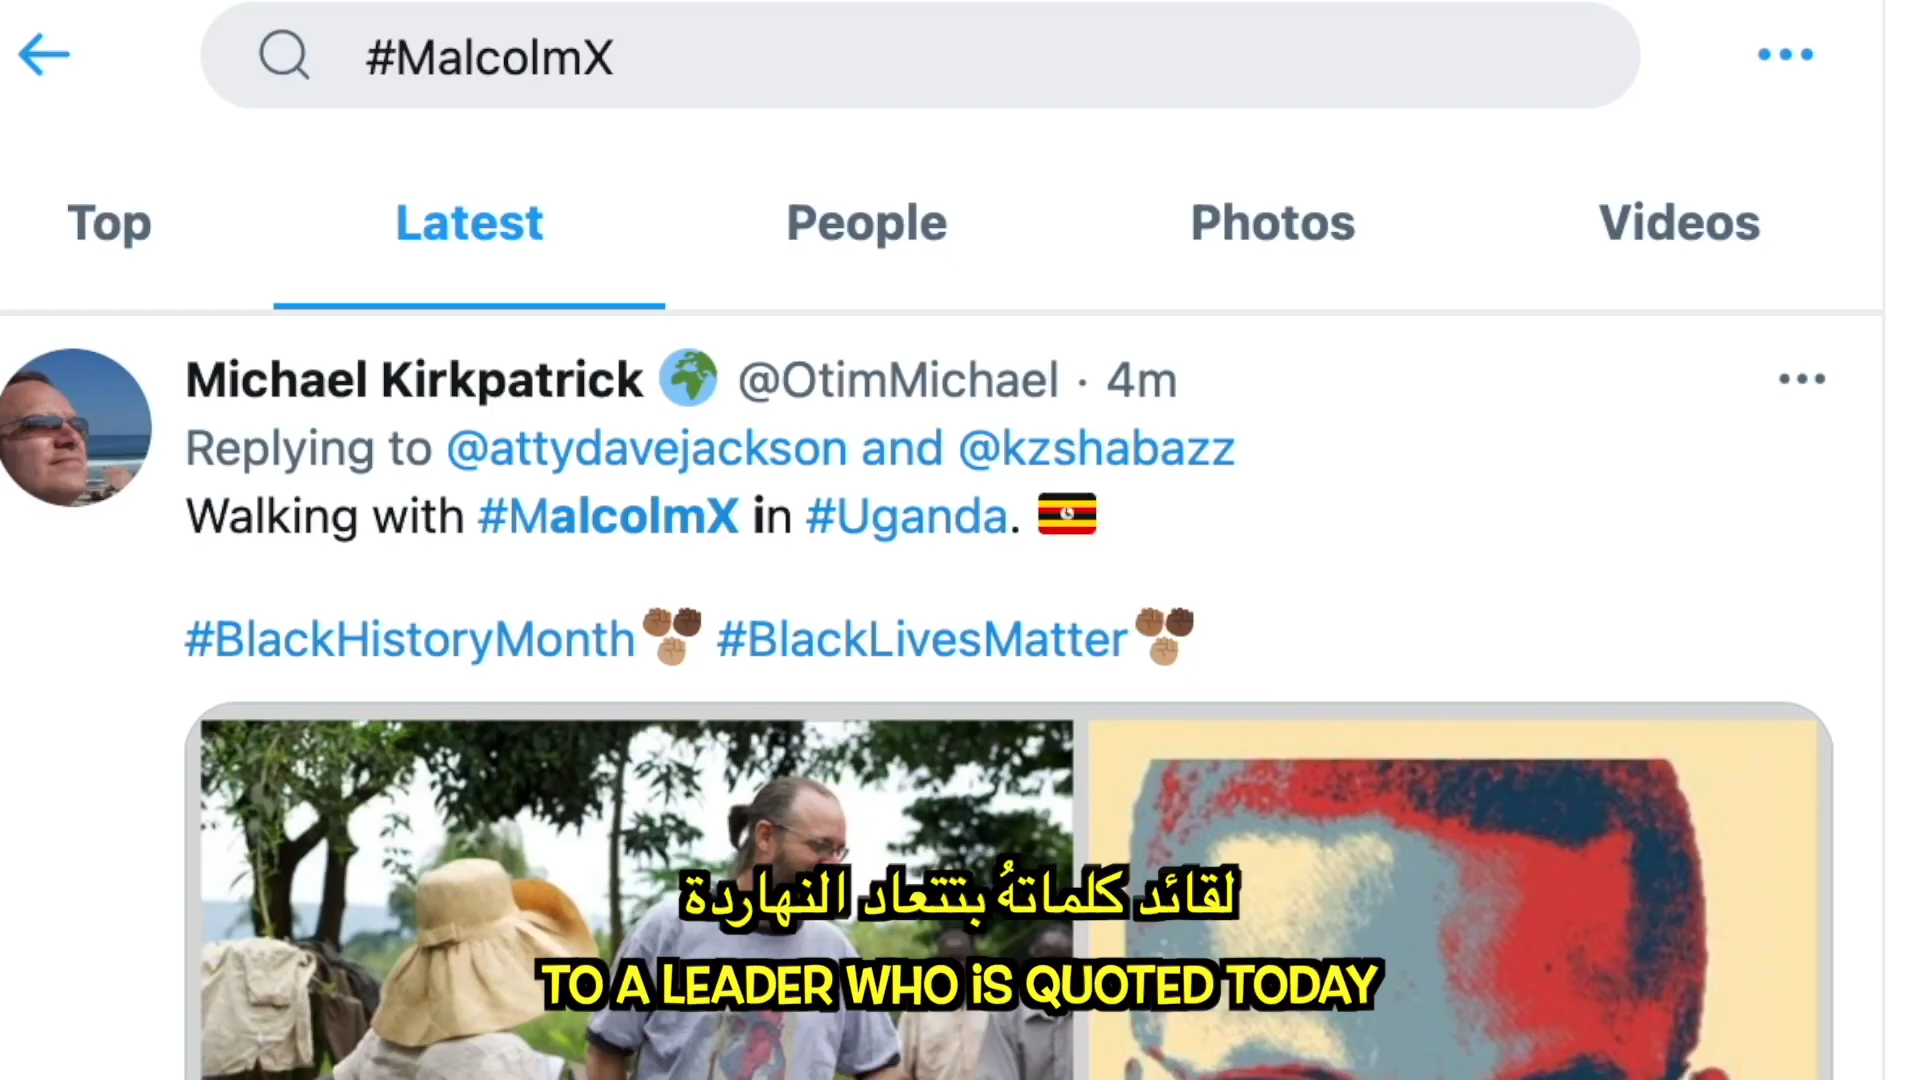 #MalcolmX
Top Latest People Photos Videos
Michael Kirkpatrick @OtimMichael · 4m
Replying to @attydavejackson and @kzshabazz
Walking with #MalcolmX in #Uganda.
#BlackHistoryMonth #BlackLivesMatter
لقائد كلماتهُ بتتعاد النهاردة
TO A LEADER WHO iS QUOTED TODAY